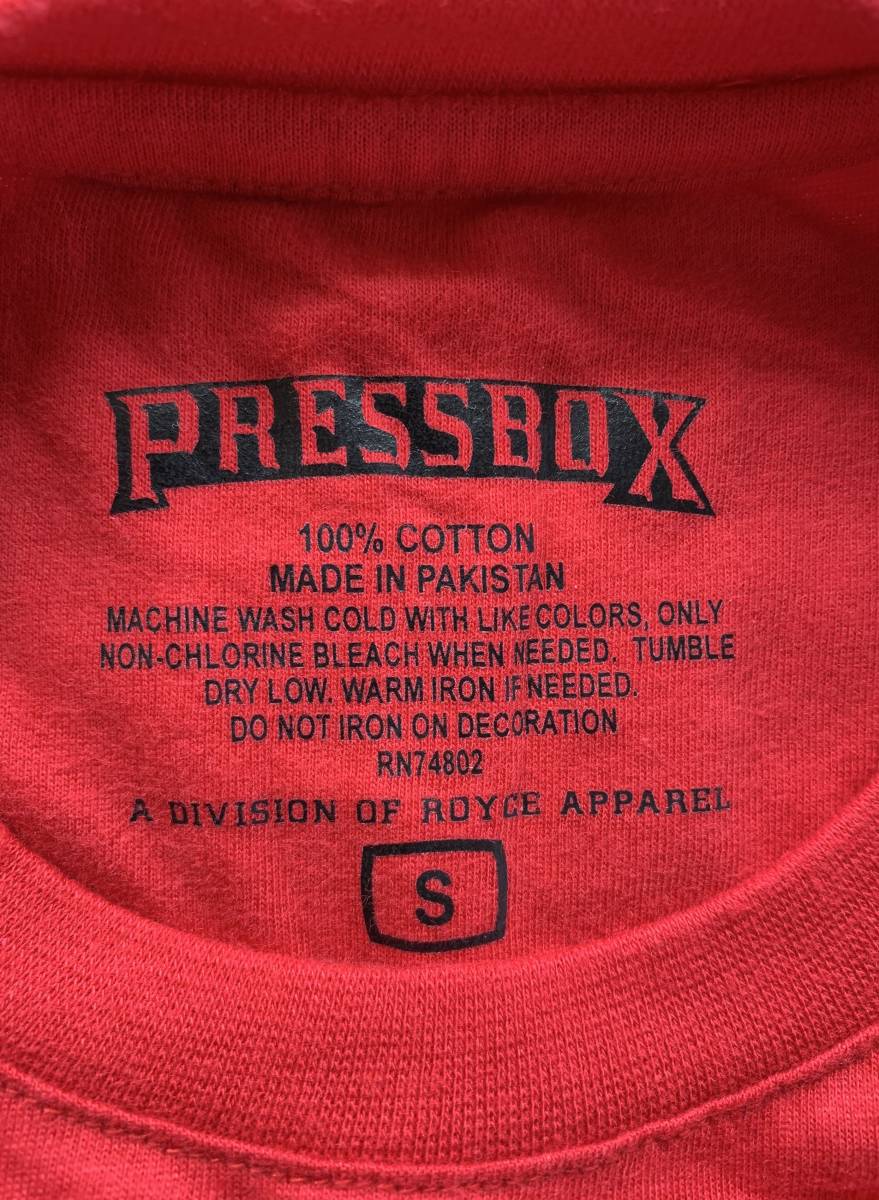 PRESSBOX
100% COTTON
MADE IN PAKISTAN
MACHINE WASH COLD WITH LIKE COLORS, ONLY
NON-CHLORINE BLEACH WHEN NEEDED. TUMBLE
DRY LOW. WARM IRON IF NEEDED.
DO NOT IRON ON DECORATION
RN74802
A DIVISION OF ROYCE APPAREL
S